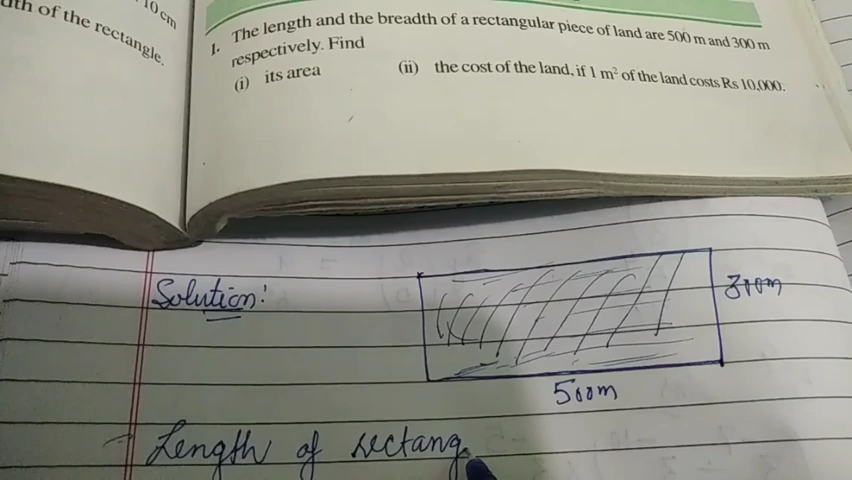 10 cm
of the rectangle.
1. The length and the breadth of a rectangular piece of land are 500 m and 300 m
respectively. Find
(i) its area (ii) the cost of the land, if 1 m² of the land costs Rs 10,000.
Solution:
300m
500m
Length of rectang